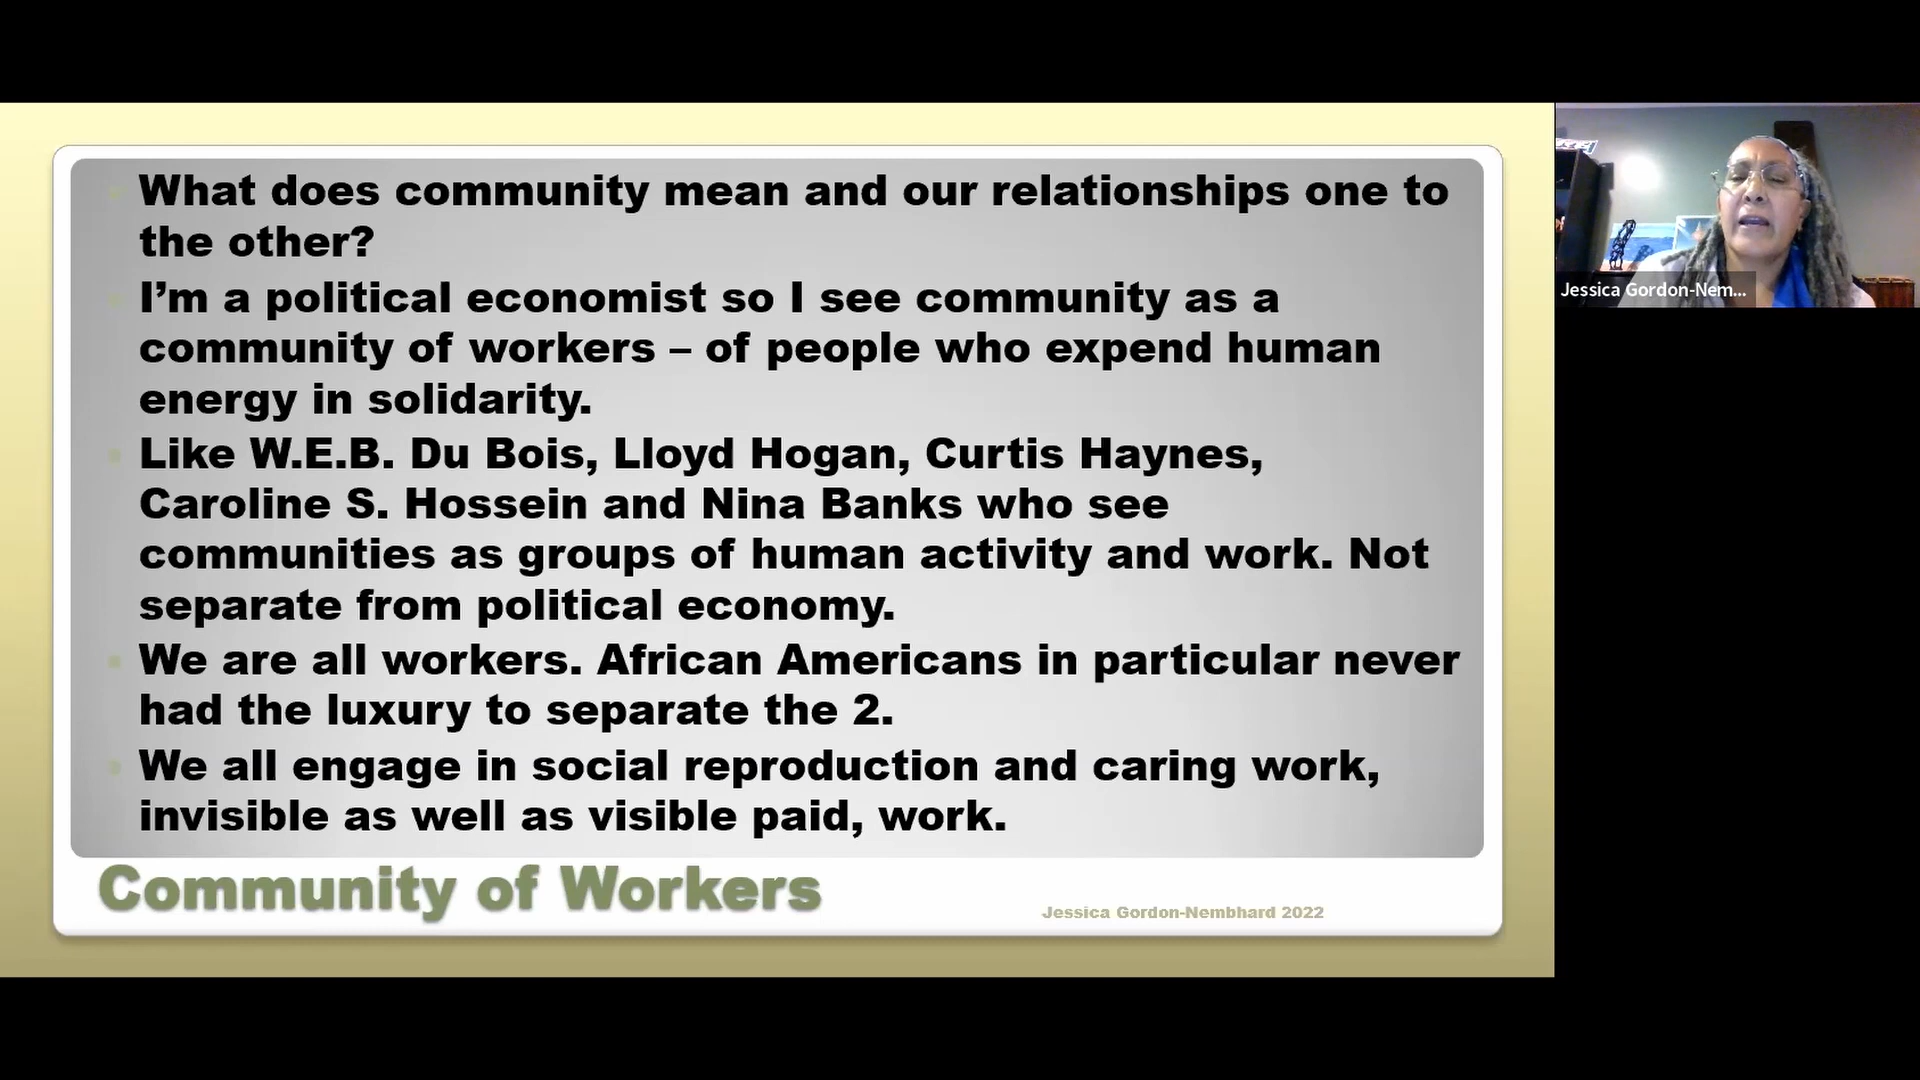 What does community mean and our relationships one to
the other?
I’m a political economist so I see community as a
community of workers – of people who expend human
energy in solidarity.
Like W.E.B. Du Bois, Lloyd Hogan, Curtis Haynes,
Caroline S. Hossein and Nina Banks who see
communities as groups of human activity and work. Not
separate from political economy.
We are all workers. African Americans in particular never
had the luxury to separate the 2.
We all engage in social reproduction and caring work,
invisible as well as visible paid, work.
Community of Workers
Jessica Gordon-Nembhard 2022
Jessica Gordon-Nem...